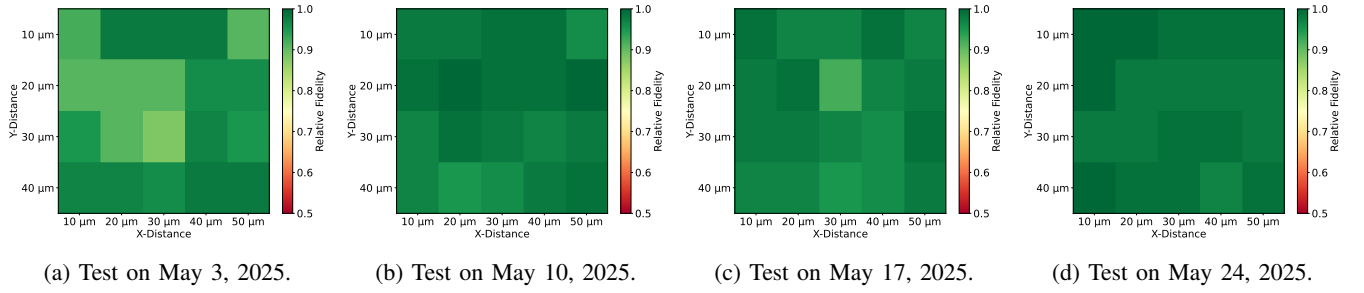 10 µm
20 µm
30 µm
40 µm
Y-Distance
10 µm 20 µm 30 µm 40 µm 50 µm
X-Distance
1.0
0.9
0.8
0.7
0.6
0.5
Relative Fidelity
(a) Test on May 3, 2025.
10 µm
20 µm
30 µm
40 µm
Y-Distance
10 µm 20 µm 30 µm 40 µm 50 µm
X-Distance
1.0
0.9
0.8
0.7
0.6
0.5
Relative Fidelity
(b) Test on May 10, 2025.
10 µm
20 µm
30 µm
40 µm
Y-Distance
10 µm 20 µm 30 µm 40 µm 50 µm
X-Distance
1.0
0.9
0.8
0.7
0.6
0.5
Relative Fidelity
(c) Test on May 17, 2025.
10 µm
20 µm
30 µm
40 µm
Y-Distance
10 µm 20 µm 30 µm 40 µm 50 µm
X-Distance
1.0
0.9
0.8
0.7
0.6
0.5
Relative Fidelity
(d) Test on May 24, 2025.